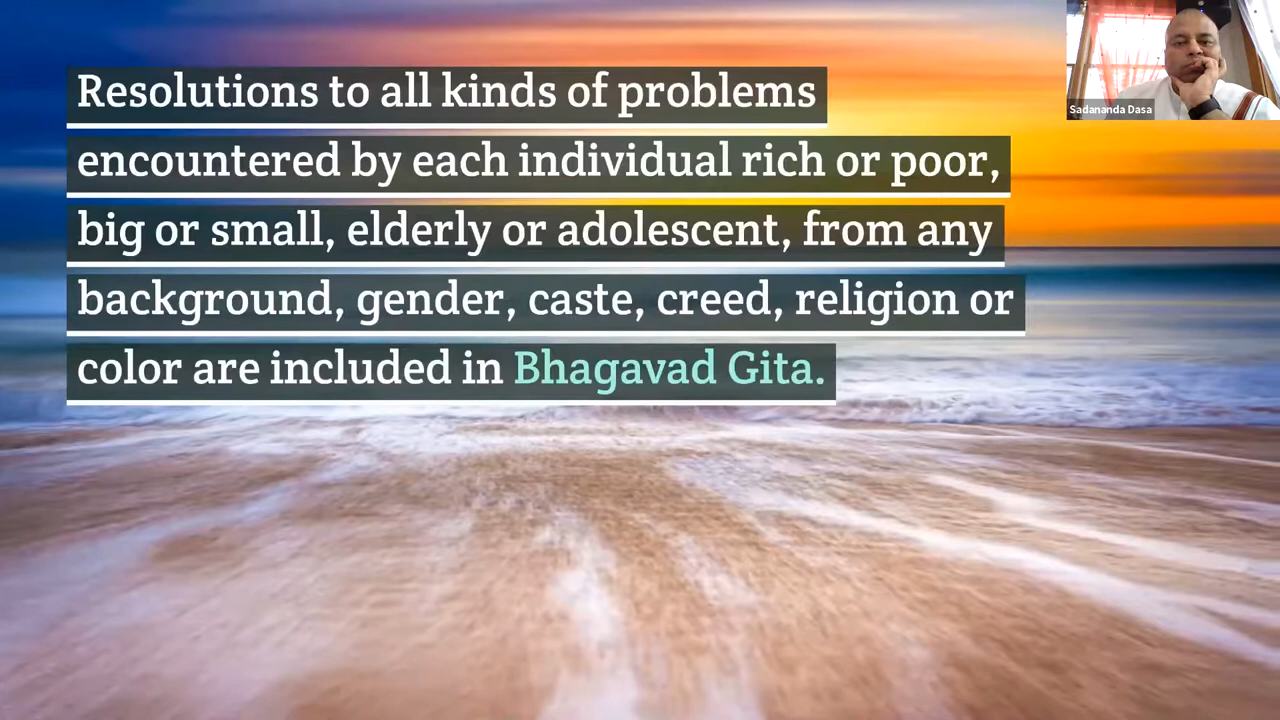 Resolutions to all kinds of problems
encountered by each individual rich or poor,
big or small, elderly or adolescent, from any
background, gender, caste, creed, religion or
color are included in Bhagavad Gita.
Sadananda Dasa